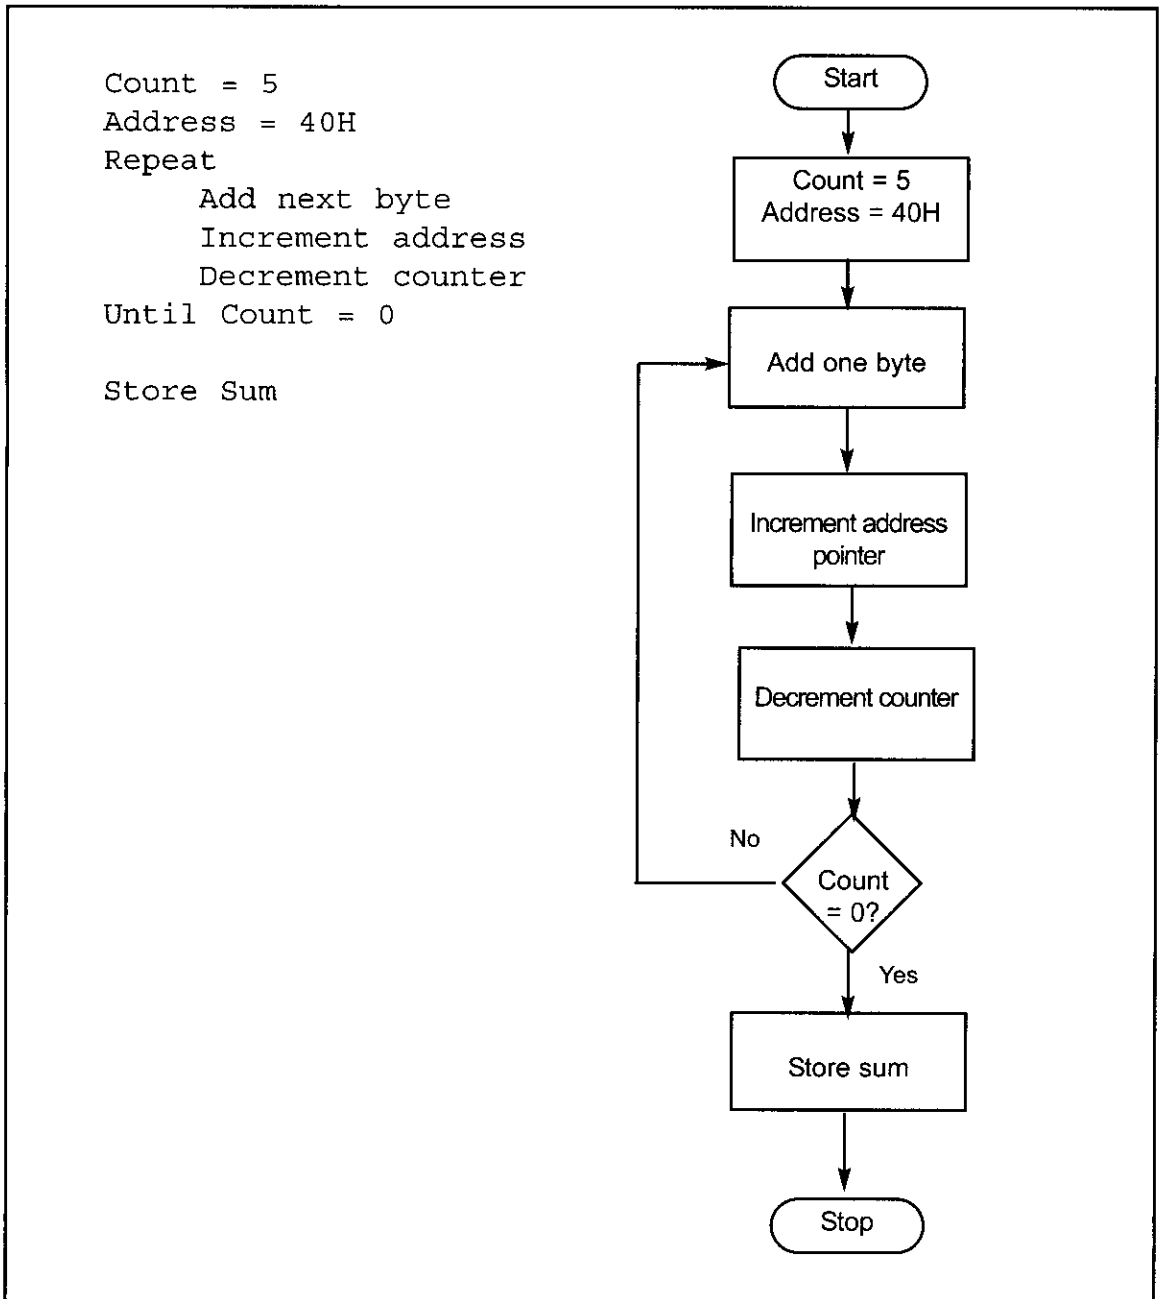 Count = 5
Address = 40H
Repeat
Add next byte
Increment address
Decrement counter
Until Count = 0
Store Sum
Start
Count = 5
Address = 40H
Add one byte
Increment address
pointer
Decrement counter
No
Count
= 0?
Yes
Store sum
Stop